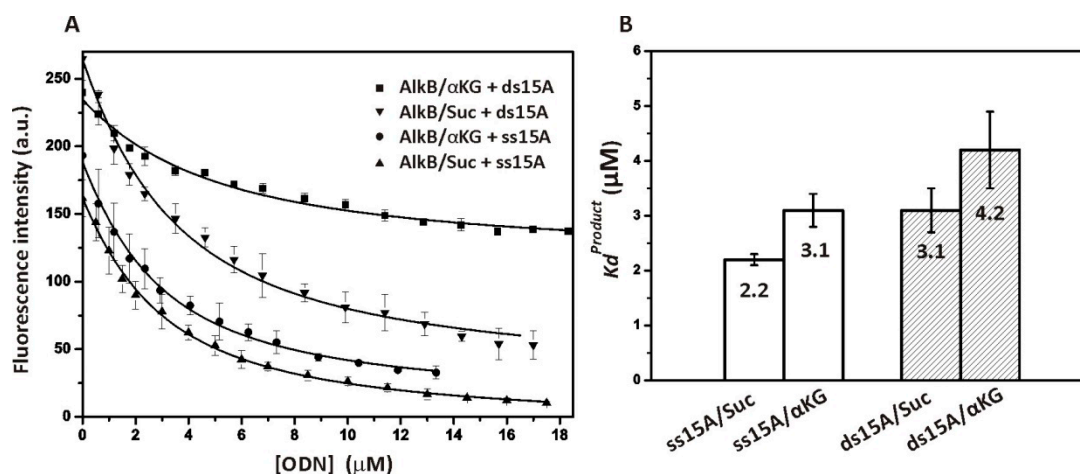 A
Fluorescence intensity (a.u.)
250
200
150
100
50
0
AlkB/αKG + ds15A
AlkB/Suc + ds15A
AlkB/αKG + ss15A
AlkB/Suc + ss15A
0 2 4 6 8 10 12 14 16 18
[ODN] (μM)
B
Kd^Product (μM)
6
5
4
3
2
1
0
2.2
3.1
3.1
4.2
ss15A/Suc
ss15A/αKG
ds15A/Suc
ds15A/αKG